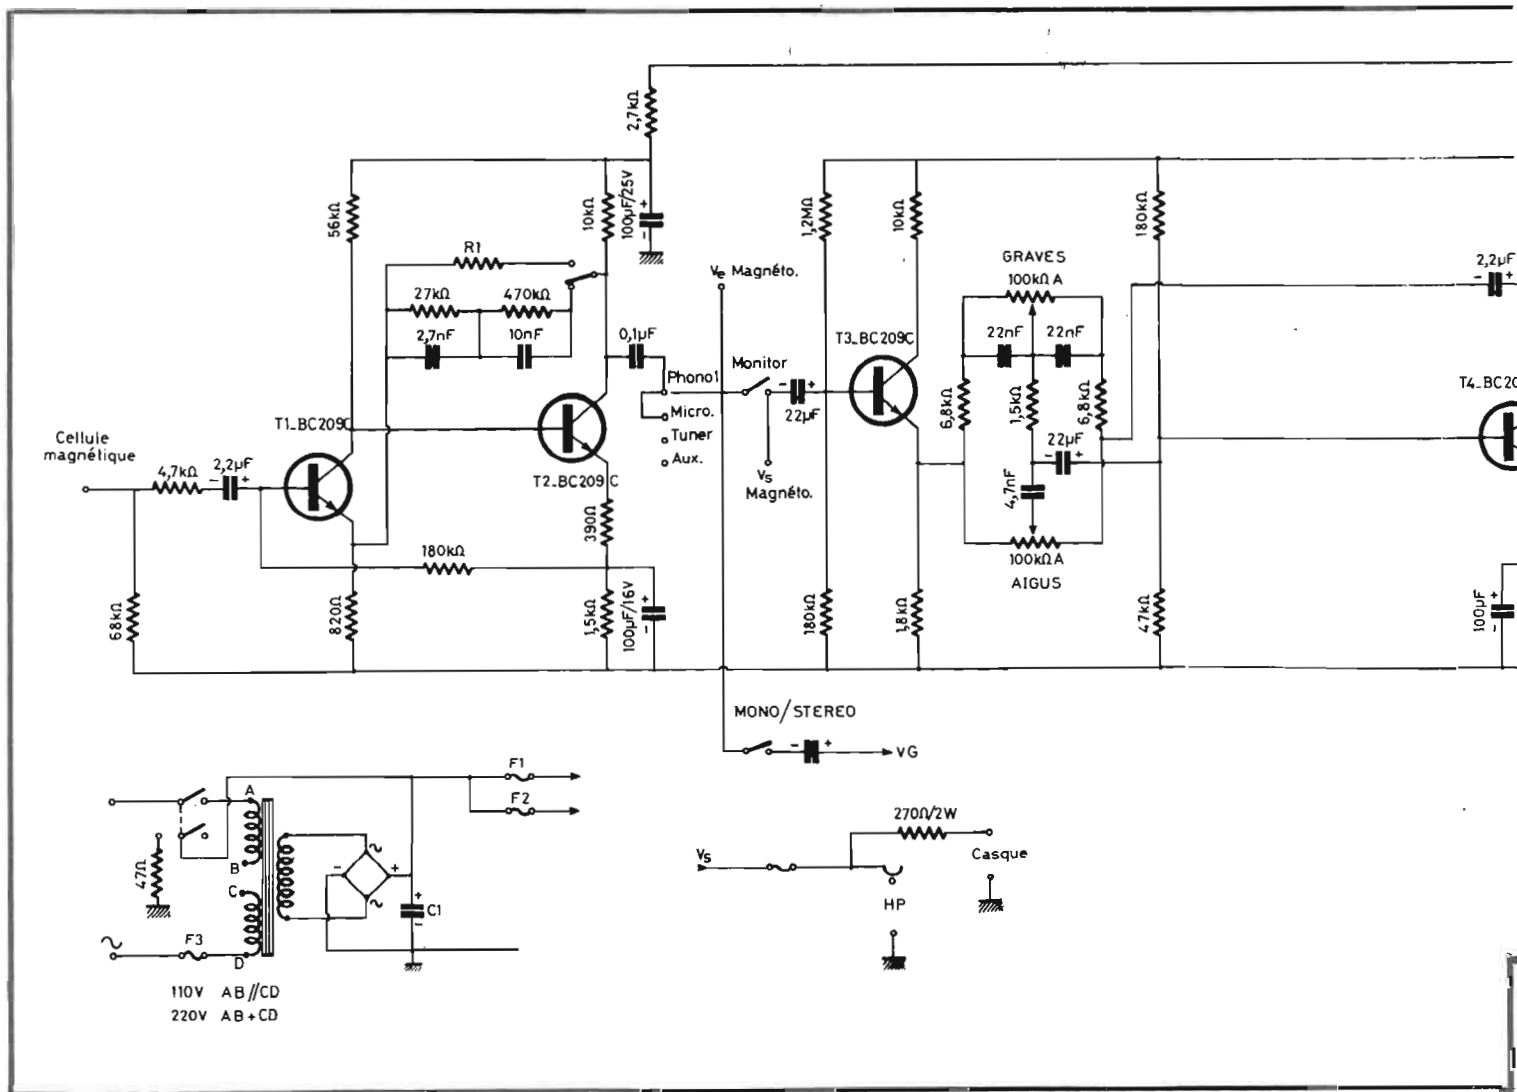 2,7kΩ
56kΩ
10kΩ
100µF/25V
+
-
1,2MΩ
10kΩ
180kΩ
R1
Ve Magnéto.
GRAVES
100kΩ A
2,2µF
- +
27kΩ
470kΩ
2,7nF
10nF
0,1µF
22nF
22nF
T3_BC209C
Phono1
Monitor
- +
22µF
Micro.
Tuner
Aux.
6,8kΩ
1,5kΩ
6,8kΩ
T4_BC20
T1_BC209C
Cellule
magnétique
4,7kΩ
2,2µF
- +
T2_BC209C
Vs
Magnéto.
22µF
- +
4,7nF
390Ω
180kΩ
100kΩ A
AIGUS
68kΩ
820Ω
1,5kΩ
100µF/16V
+
-
180kΩ
1,8kΩ
47kΩ
100µF
+
-
MONO/STEREO
- +
VG
F1
F2
A
B
C
D
47Ω
F3
~
~
~
- +
+
-
C1
270Ω/2W
Vs
Casque
HP
110V AB//CD
220V AB+CD